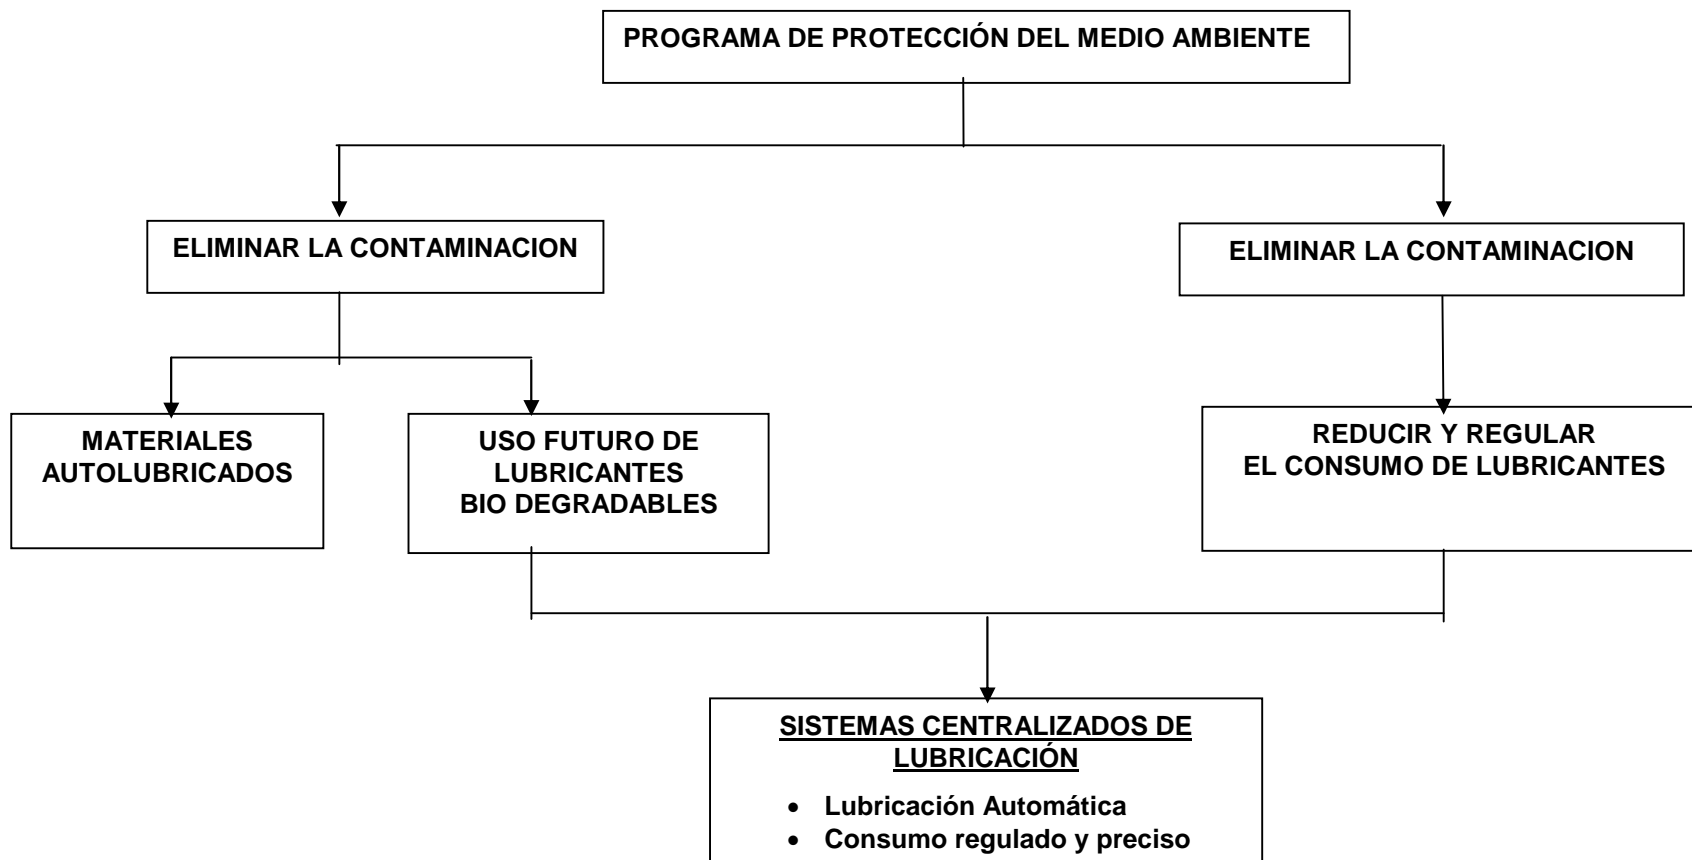 PROGRAMA DE PROTECCIÓN DEL MEDIO AMBIENTE
ELIMINAR LA CONTAMINACION
ELIMINAR LA CONTAMINACION
MATERIALES
AUTOLUBRICADOS
USO FUTURO DE
LUBRICANTES
BIO DEGRADABLES
REDUCIR Y REGULAR
EL CONSUMO DE LUBRICANTES
SISTEMAS CENTRALIZADOS DE
LUBRICACIÓN
• Lubricación Automática
• Consumo regulado y preciso